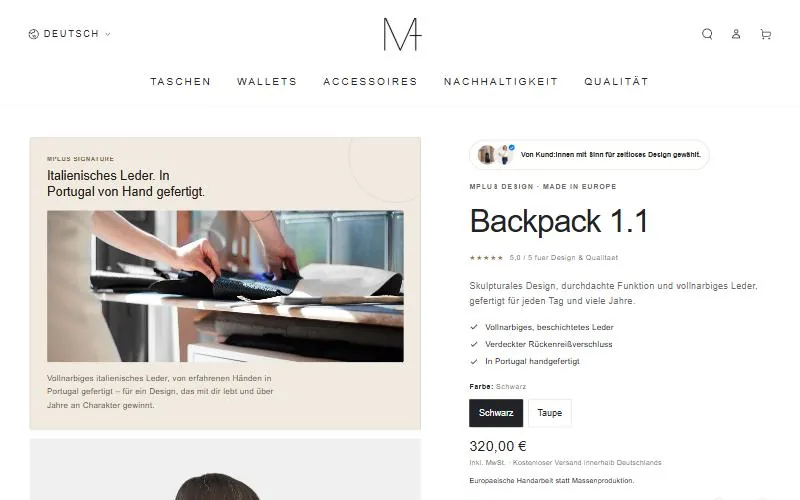 DEUTSCH
M+
TASCHEN WALLETS ACCESSOIRES NACHHALTIGKEIT QUALITÄT
MPLUS SIGNATURE
Italienisches Leder. In
Portugal von Hand gefertigt.
Vollnarbiges italienisches Leder, von erfahrenen Händen in
Portugal gefertigt – für ein Design, das mit dir lebt und über
Jahre an Charakter gewinnt.
Von Kund:innen mit Sinn für zeitloses Design gewählt.
MPLUS DESIGN · MADE IN EUROPE
Backpack 1.1
★★★★★ 5,0 / 5 fuer Design & Qualitaet
Skulpturales Design, durchdachte Funktion und vollnarbiges Leder,
gefertigt für jeden Tag und viele Jahre.
Vollnarbiges, beschichtetes Leder
Verdeckter Rückenreißverschluss
In Portugal handgefertigt
Farbe: Schwarz
Schwarz Taupe
320,00 €
Inkl. MwSt. · Kostenloser Versand innerhalb Deutschlands
Europaeische Handarbeit statt Massenproduktion.